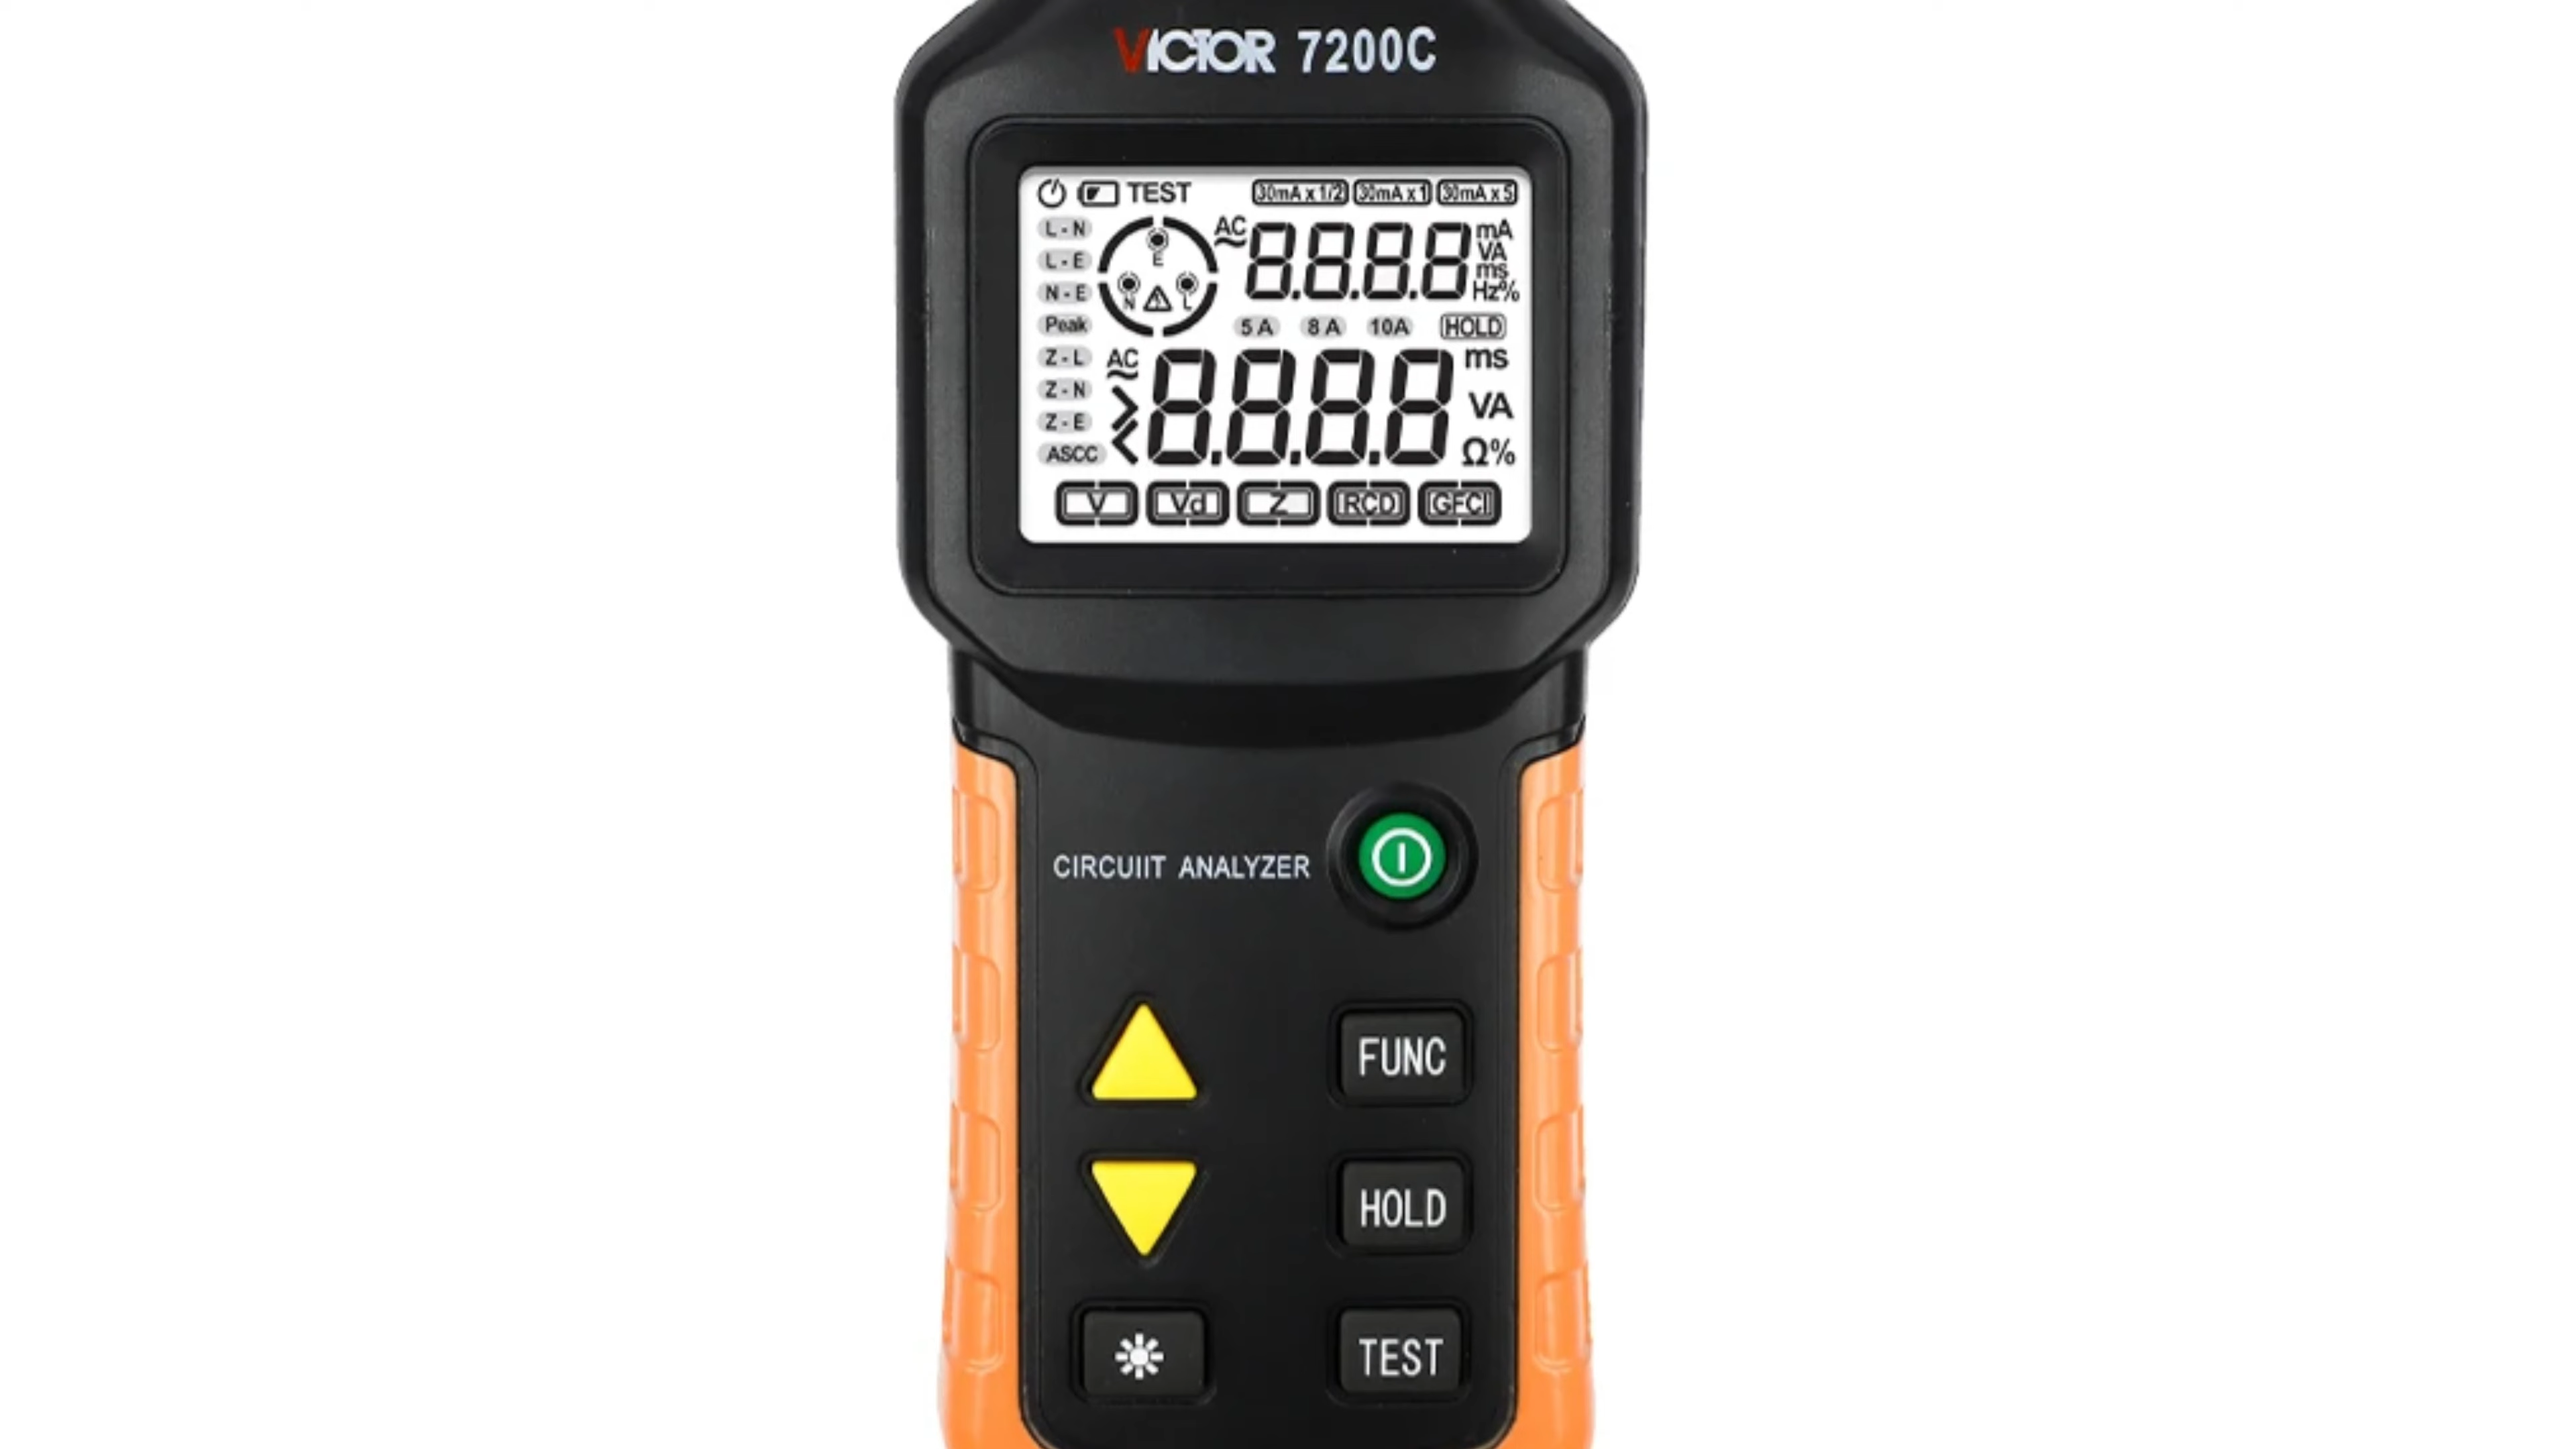 VICTOR 7200C
TEST 30mA x 1/2 30mA x 1 30mA x 5
L - N
L - E
N - E
Peak
Z - L
Z - N
Z - E
ASCC
E
N L
AC 8.8.8.8 mA
VA
ms
Hz%
5 A 8 A 10A HOLD
AC 8.8.8.8 ms
VA
Ω%
V Vd Z RCD GFCI
CIRCUIIT ANALYZER
FUNC
HOLD
TEST